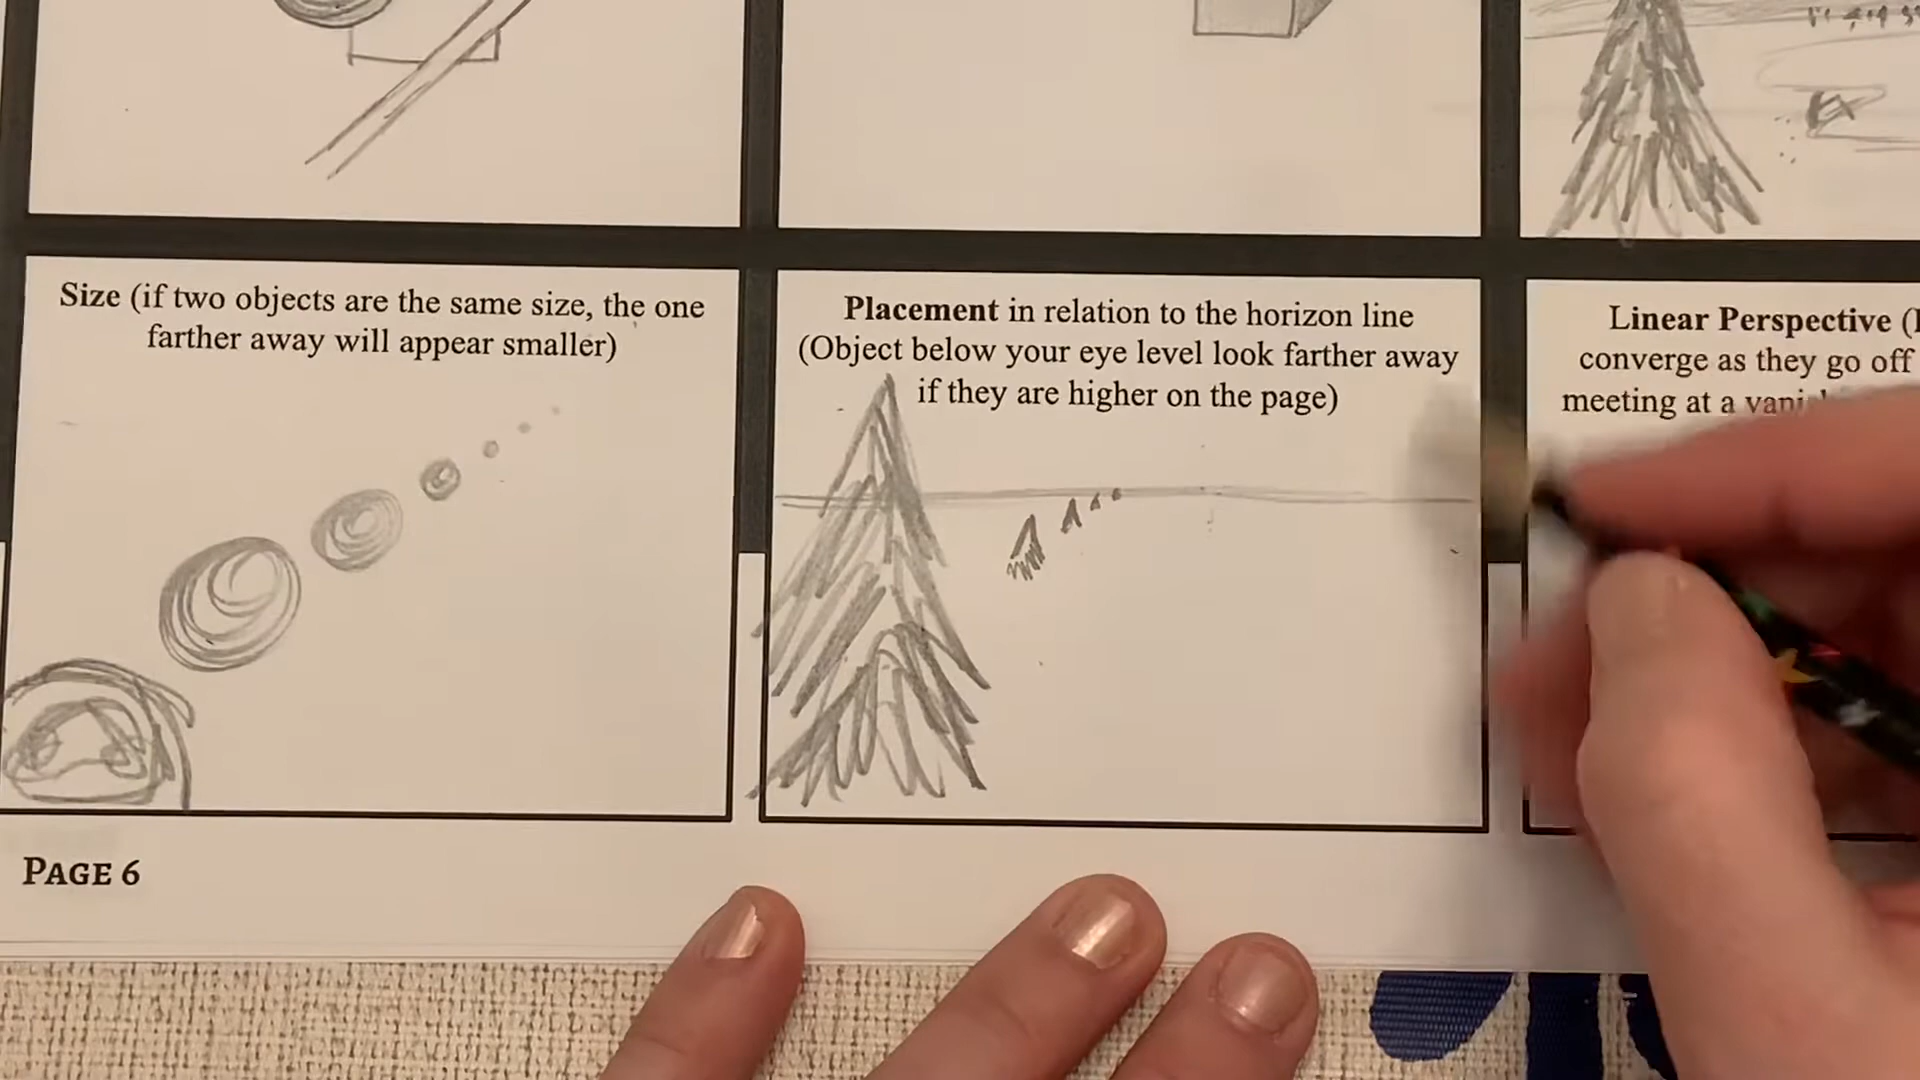 Size (if two objects are the same size, the one
farther away will appear smaller)
Placement in relation to the horizon line
(Object below your eye level look farther away
if they are higher on the page)
Linear Perspective (
converge as they go off
meeting at a
PAGE 6